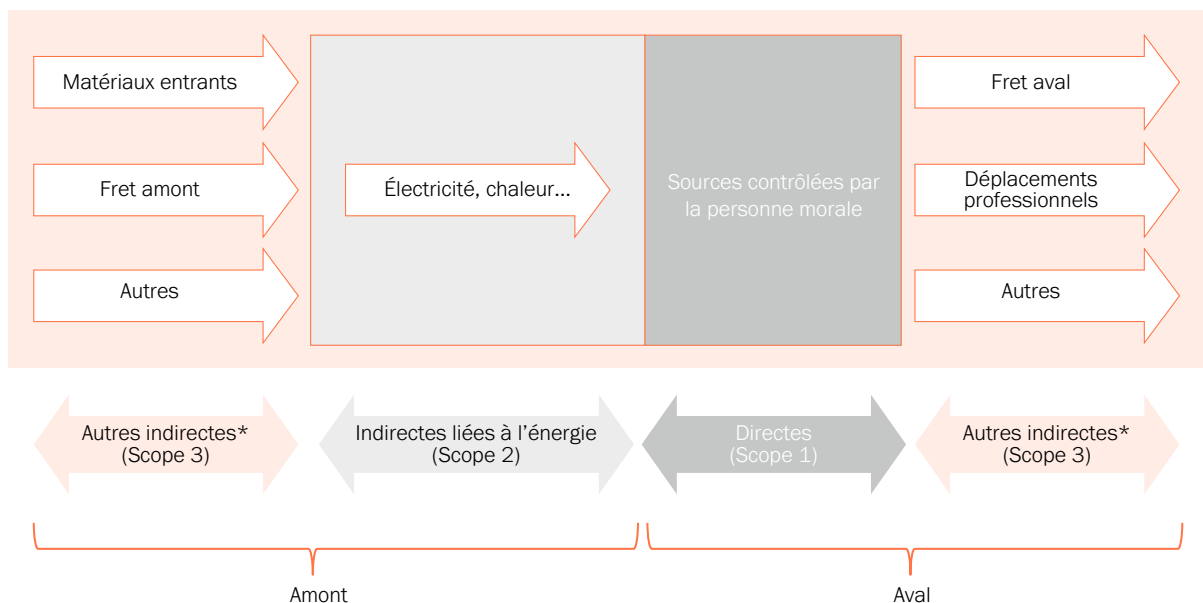 Matériaux entrants
Fret amont
Autres
Électricité, chaleur...
Sources contrôlées par
la personne morale
Fret aval
Déplacements
professionnels
Autres
Autres indirectes*
(Scope 3)
Indirectes liées à l’énergie
(Scope 2)
Directes
(Scope 1)
Autres indirectes*
(Scope 3)
Amont
Aval